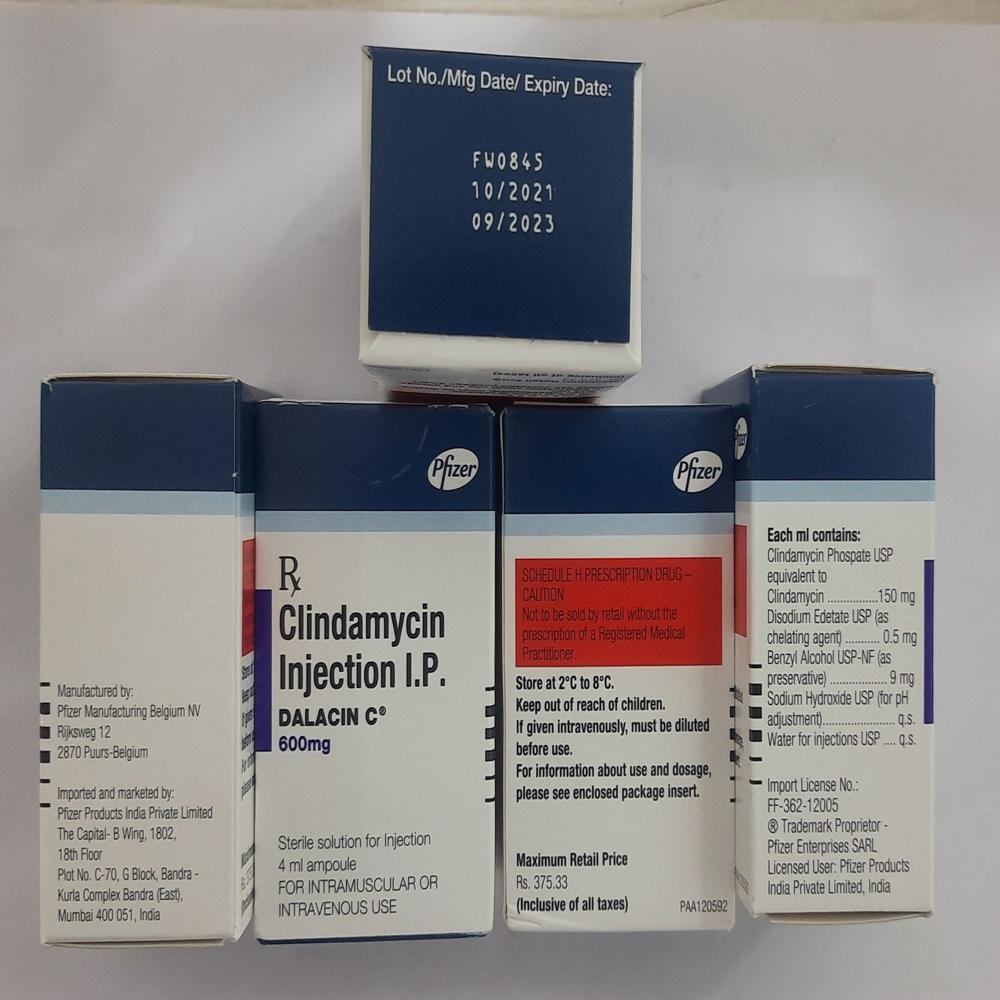 Lot No./Mfg Date/ Expiry Date:
FW0845
10/2021
09/2023
Manufactured by:
Pfizer Manufacturing Belgium NV
Rijksweg 12
2870 Puurs-Belgium
Imported and marketed by:
Pfizer Products India Private Limited
The Capital- B Wing, 1802,
18th Floor
Plot No. C-70, G Block, Bandra -
Kurla Complex Bandra (East),
Mumbai 400 051, India
Pfizer
Rx
Clindamycin
Injection I.P.
DALACIN C®
600mg
Sterile solution for Injection
4 ml ampoule
FOR INTRAMUSCULAR OR
INTRAVENOUS USE
Pfizer
SCHEDULE H PRESCRIPTION DRUG –
CAUTION
Not to be sold by retail without the
prescription of a Registered Medical
Practitioner.
Store at 2°C to 8°C.
Keep out of reach of children.
If given intravenously, must be diluted
before use.
For information about use and dosage,
please see enclosed package insert.
Maximum Retail Price
Rs. 375.33
(Inclusive of all taxes)
PAA120592
Each ml contains:
Clindamycin Phospate USP
equivalent to
Clindamycin ...............150 mg
Disodium Edetate USP (as
chelating agent) .......... 0.5 mg
Benzyl Alcohol USP-NF (as
preservative) ................ 9 mg
Sodium Hydroxide USP (for pH
adjustment)...................... q.s.
Water for injections USP .... q.s.
Import License No.:
FF-362-12005
® Trademark Proprietor -
Pfizer Enterprises SARL
Licensed User: Pfizer Products
India Private Limited, India